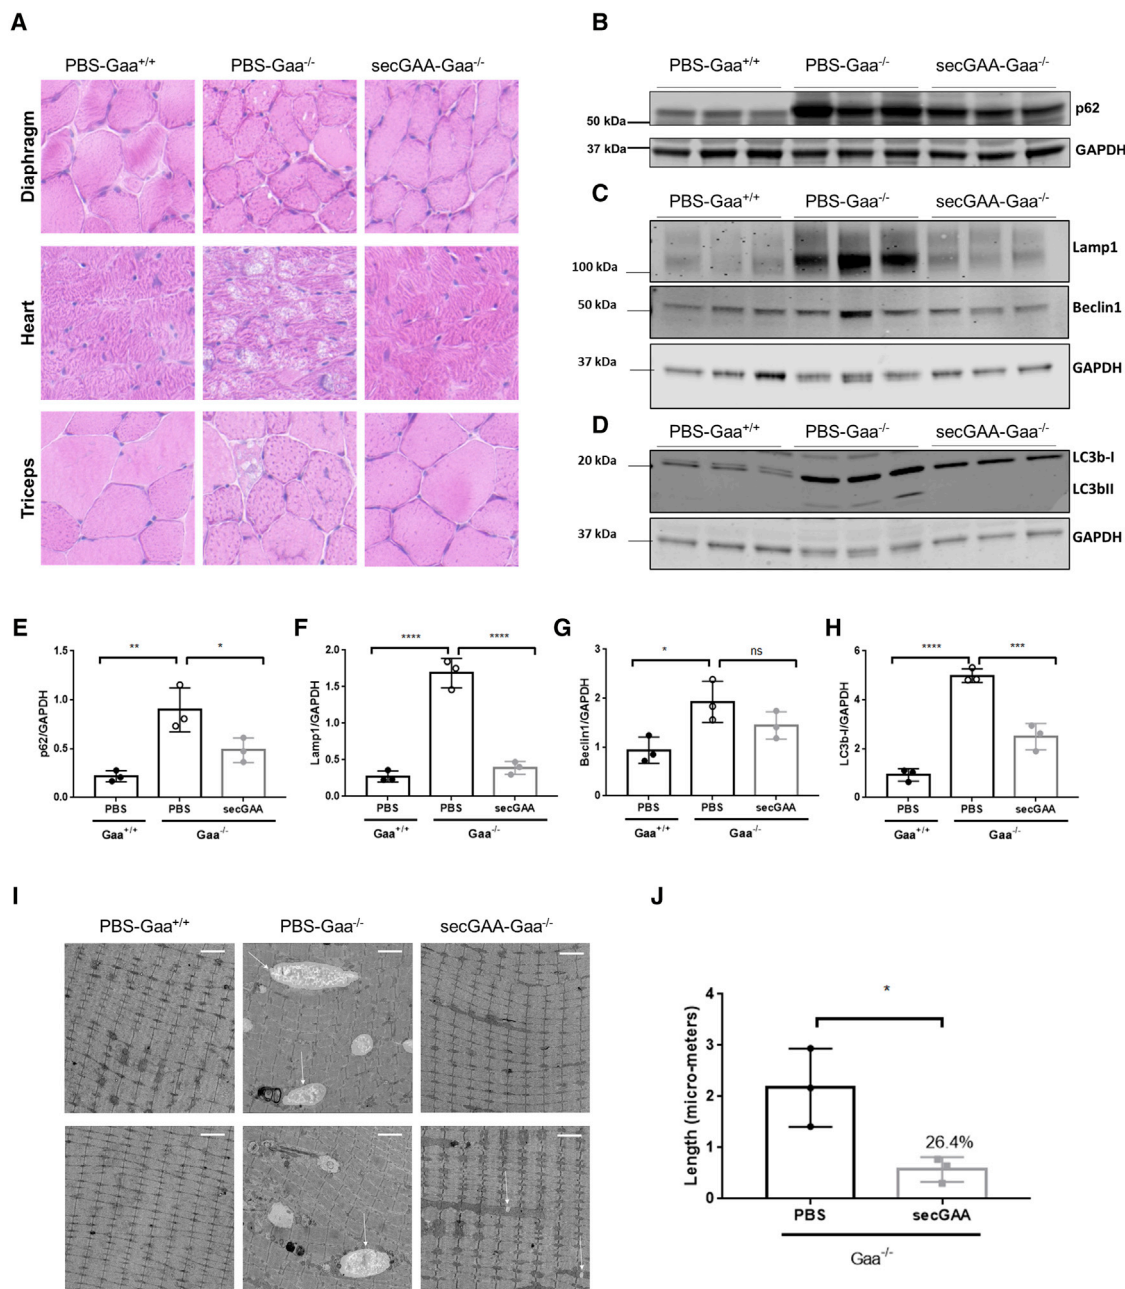 A
PBS-Gaa+/+ PBS-Gaa-/- secGAA-Gaa-/-
Diaphragm
Heart
Triceps
B
PBS-Gaa+/+ PBS-Gaa-/- secGAA-Gaa-/-
p62
50 kDa
37 kDa
GAPDH
C
PBS-Gaa+/+ PBS-Gaa-/- secGAA-Gaa-/-
Lamp1
100 kDa
50 kDa
Beclin1
37 kDa
GAPDH
D
PBS-Gaa+/+ PBS-Gaa-/- secGAA-Gaa-/-
20 kDa
LC3b-I
LC3bII
37 kDa
GAPDH
E
** *
p62/GAPDH
1.5
1.0
0.5
0.0
PBS PBS secGAA
Gaa+/+ Gaa-/-
F
**** ****
Lamp1/GAPDH
2.0
1.5
1.0
0.5
0.0
PBS PBS secGAA
Gaa+/+ Gaa-/-
G
* ns
Beclin1/GAPDH
3
2
1
0
PBS PBS secGAA
Gaa+/+ Gaa-/-
H
**** ***
LC3b-I/GAPDH
6
4
2
0
PBS PBS secGAA
Gaa+/+ Gaa-/-
I
PBS-Gaa+/+ PBS-Gaa-/- secGAA-Gaa-/-
J
*
Length (micro-meters)
4
3
2
1
0
26.4%
PBS secGAA
Gaa-/-